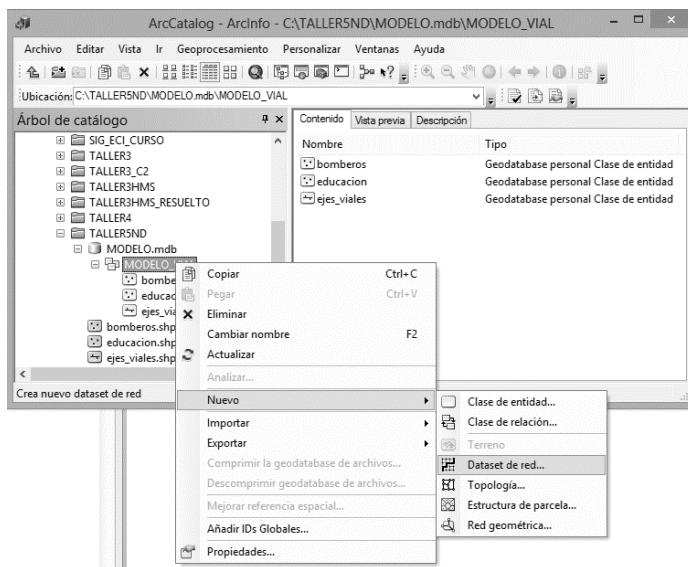 ArcCatalog - ArcInfo - C:\TALLER5ND\MODELO.mdb\MODELO_VIAL
Archivo Editar Vista Ir Geoprocesamiento Personalizar Ventanas Ayuda
Ubicación: C:\TALLER5ND\MODELO.mdb\MODELO_VIAL
Árbol de catálogo
SIG_ECI_CURSO
TALLER3
TALLER3_C2
TALLER3HMS
TALLER3HMS_RESUELTO
TALLER4
TALLER5ND
MODELO.mdb
MODELO_
bombe
educac
ejes_via
bomberos.shp
educacion.shp
ejes_viales.shp
Crea nuevo dataset de red
Contenido Vista previa Descripción
Nombre Tipo
bomberos Geodatabase personal Clase de entidad
educacion Geodatabase personal Clase de entidad
ejes_viales Geodatabase personal Clase de entidad
Copiar Ctrl+C
Pegar Ctrl+V
Eliminar
Cambiar nombre F2
Actualizar
Analizar...
Nuevo
Importar
Exportar
Comprimir la geodatabase de archivos...
Descomprimir geodatabase de archivos...
Mejorar referencia espacial...
Añadir IDs Globales...
Propiedades...
Clase de entidad...
Clase de relación...
Terreno
Dataset de red...
Topología...
Estructura de parcela...
Red geométrica...